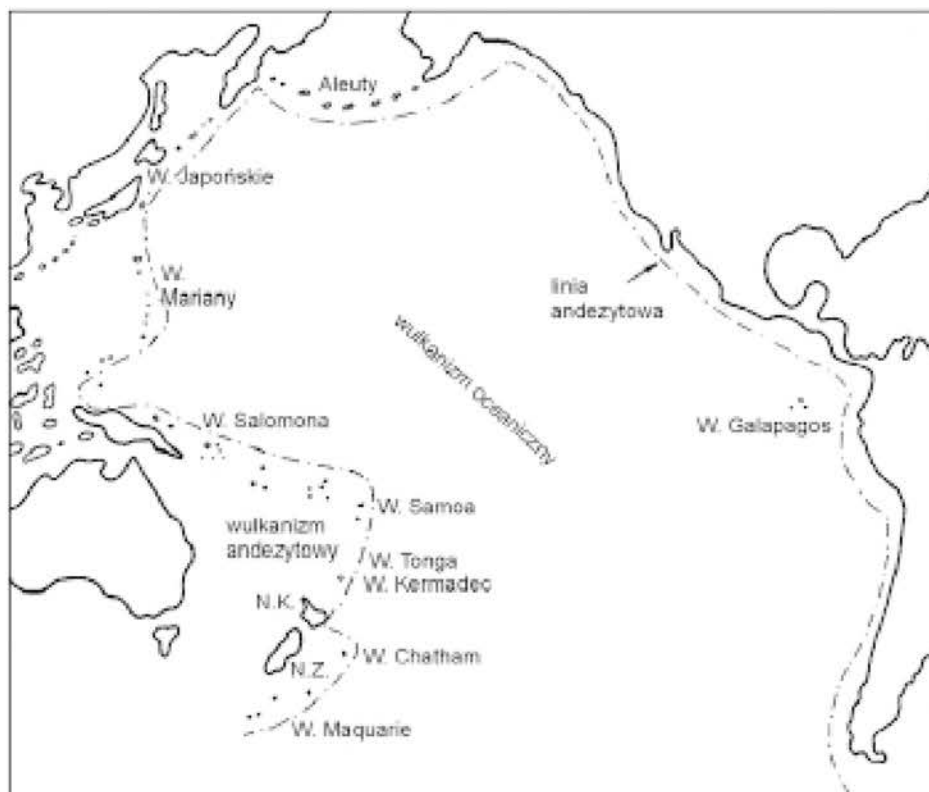 Aleuty
W. Japońskie
W.
Mariany
linia
andezytowa
wulkanizm oceaniczny
W. Salomona
W. Galapagos
W. Samoa
wulkanizm
andezytowy
W. Tonga
W. Kermadec
N.K.
W. Chatham
N.Z.
W. Maquarie